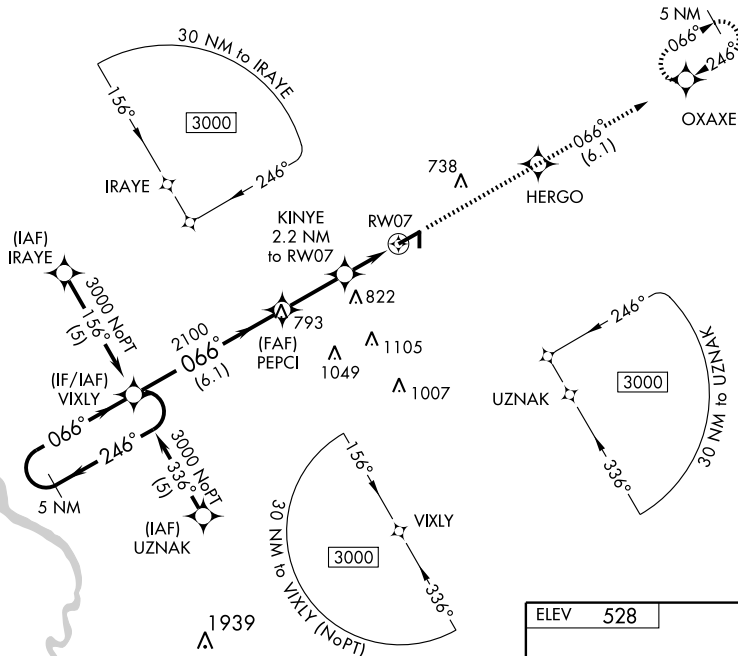 5 NM
066°
246°
OXAXE
30 NM to IRAYE
156°
3000
IRAYE
246°
738
066°
(6.1)
HERGO
KINYE
2.2 NM
to RW07
RW07
(IAF)
IRAYE
3000 NoPT
156°
(5)
822
793
(FAF)
PEPCI
2100
066°
(6.1)
1105
1049
1007
(IF/IAF)
VIXLY
066°
246°
5 NM
3000 NoPT
336°
(5)
(IAF)
UZNAK
246°
UZNAK
3000
336°
30 NM to UZNAK
156°
VIXLY
3000
336°
30 NM to VIXLY (NoPT)
1939
ELEV 528